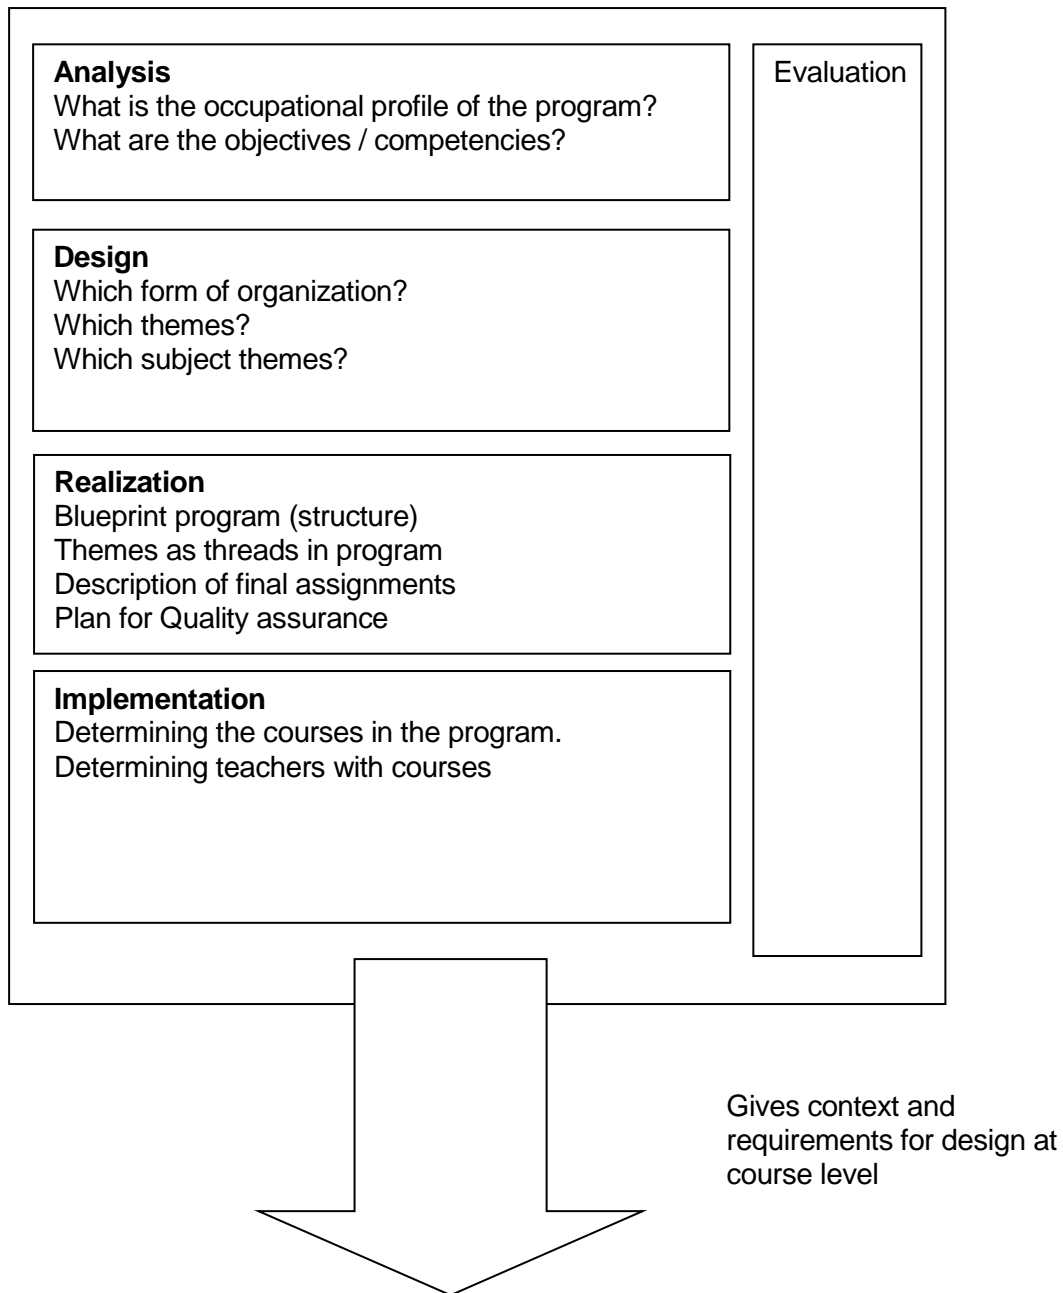 Analysis
What is the occupational profile of the program?
What are the objectives / competencies?
Evaluation
Design
Which form of organization?
Which themes?
Which subject themes?
Realization
Blueprint program (structure)
Themes as threads in program
Description of final assignments
Plan for Quality assurance
Implementation
Determining the courses in the program.
Determining teachers with courses
Gives context and
requirements for design at
course level